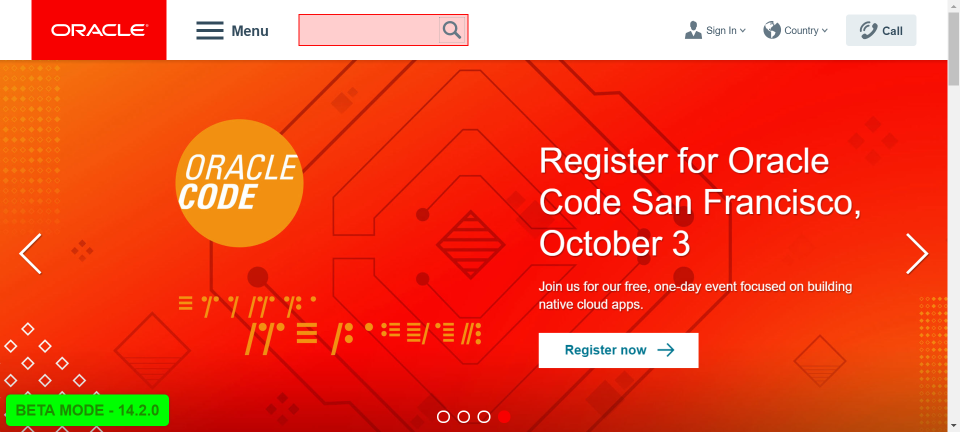 ORACLE
Menu
Sign In
Country
Call
ORACLE
CODE
Register for Oracle
Code San Francisco,
October 3
Join us for our free, one-day event focused on building
native cloud apps.
Register now
BETA MODE - 14.2.0